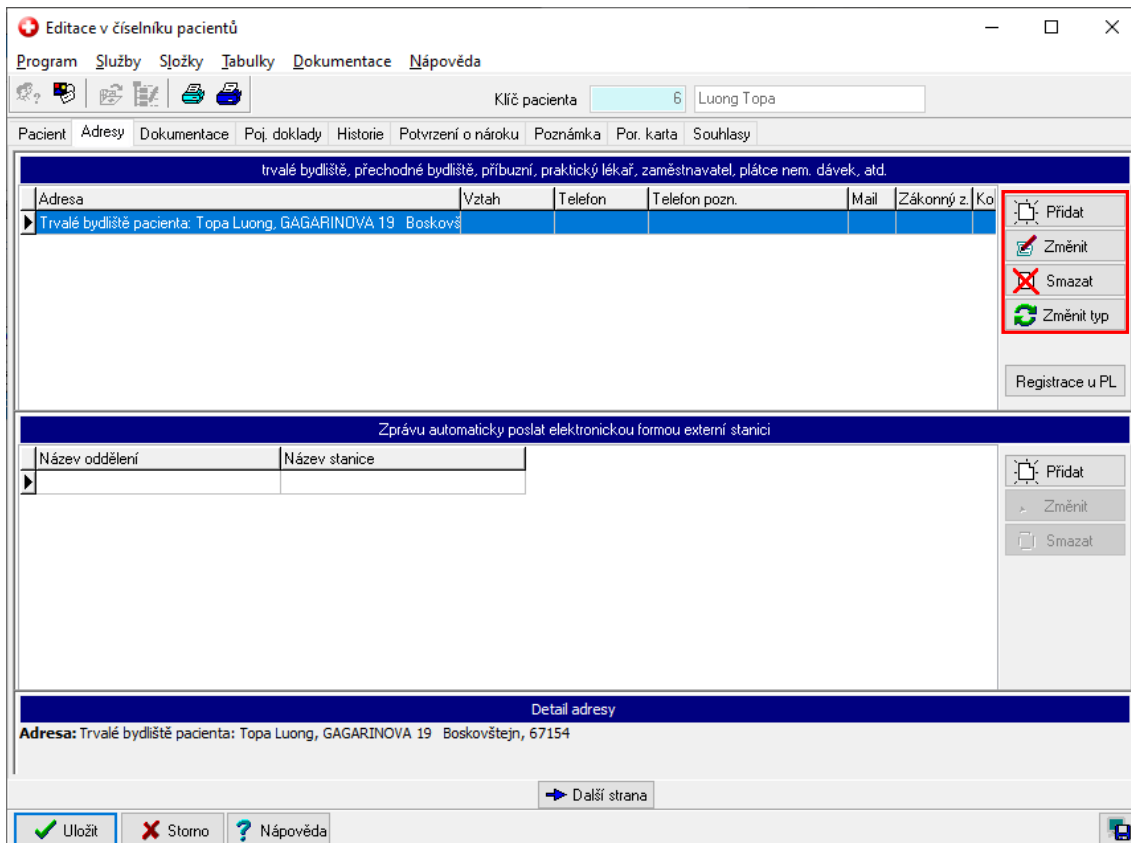 Editace v číselníku pacientů
Program Služby Složky Tabulky Dokumentace Nápověda
Klíč pacienta 6 Luong Topa
Pacient Adresy Dokumentace Poj. doklady Historie Potvrzení o nároku Poznámka Por. karta Souhlasy
trvalé bydliště, přechodné bydliště, příbuzní, praktický lékař, zaměstnavatel, plátce nem. dávek, atd.
Adresa Vztah Telefon Telefon pozn. Mail Zákonný z. Ko
Trvalé bydliště pacienta: Topa Luong, GAGARINOVA 19 Boskovš
Přidat
Změnit
Smazat
Změnit typ
Registrace u PL
Zprávu automaticky poslat elektronickou formou externí stanici
Název oddělení Název stanice
Přidat
Změnit
Smazat
Detail adresy
Adresa: Trvalé bydliště pacienta: Topa Luong, GAGARINOVA 19 Boskovštejn, 67154
Další strana
Uložit Storno Nápověda